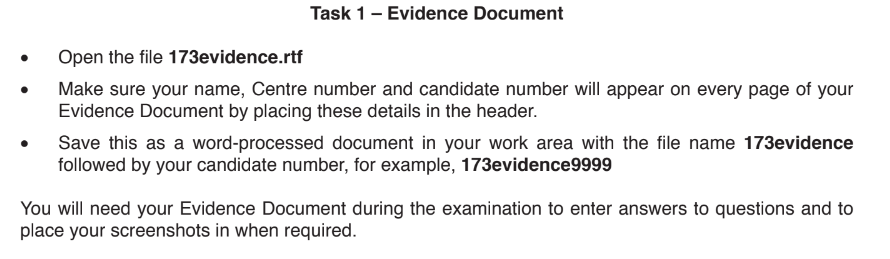 Task 1 – Evidence Document
• Open the file 173evidence.rtf
• Make sure your name, Centre number and candidate number will appear on every page of your
Evidence Document by placing these details in the header.
• Save this as a word-processed document in your work area with the file name 173evidence
followed by your candidate number, for example, 173evidence9999
You will need your Evidence Document during the examination to enter answers to questions and to
place your screenshots in when required.